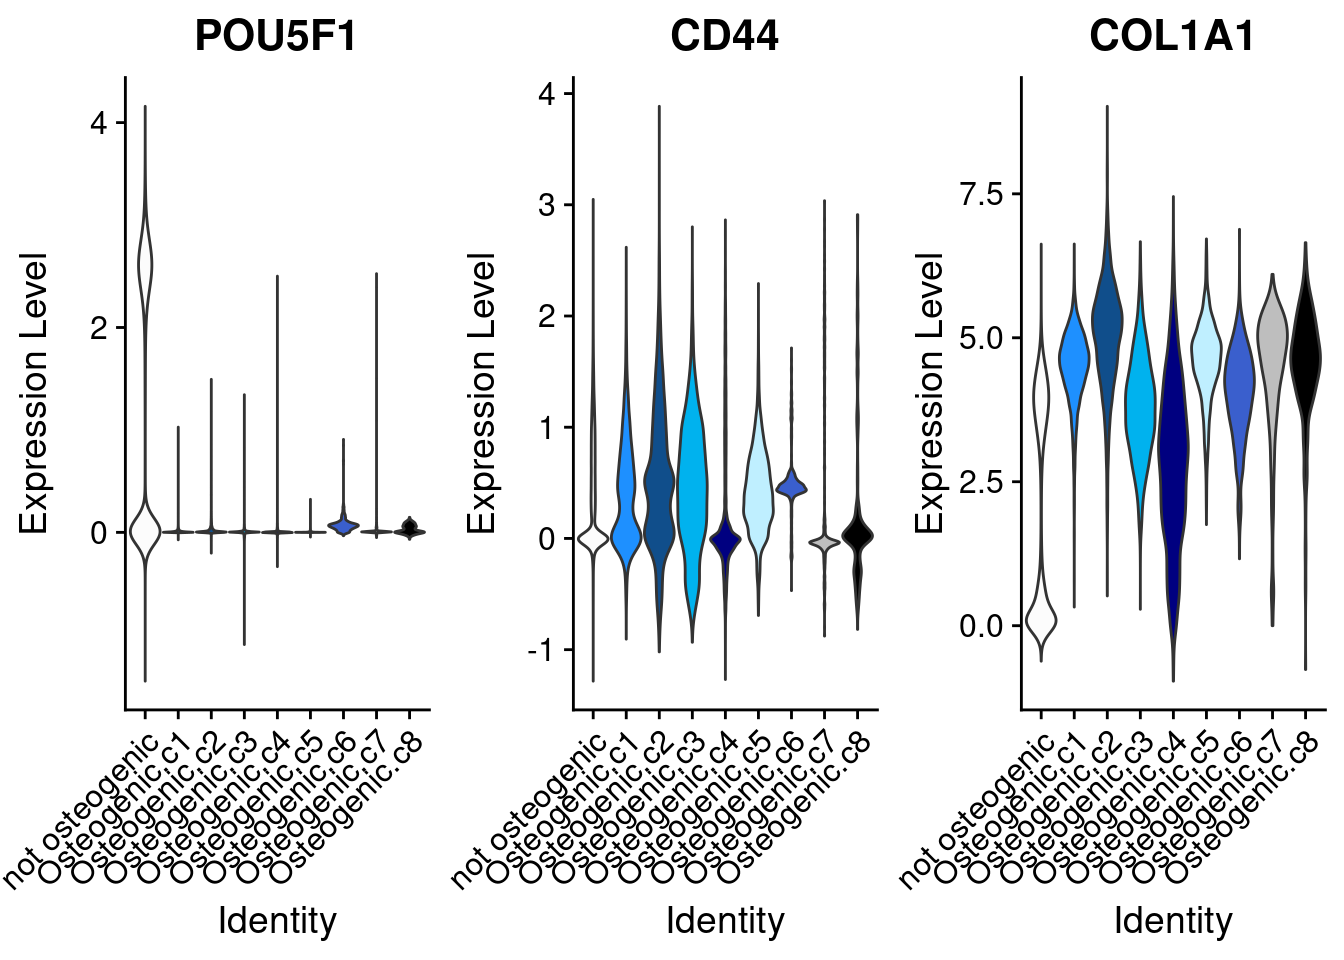 POU5F1
Expression Level
4
2
0
not osteogenic
Osteogenic.c1
Osteogenic.c2
Osteogenic.c3
Osteogenic.c4
Osteogenic.c5
Osteogenic.c6
Osteogenic.c7
Osteogenic.c8
Identity
CD44
Expression Level
4
3
2
1
0
-1
not osteogenic
Osteogenic.c1
Osteogenic.c2
Osteogenic.c3
Osteogenic.c4
Osteogenic.c5
Osteogenic.c6
Osteogenic.c7
Osteogenic.c8
Identity
COL1A1
Expression Level
7.5
5.0
2.5
0.0
not osteogenic
Osteogenic.c1
Osteogenic.c2
Osteogenic.c3
Osteogenic.c4
Osteogenic.c5
Osteogenic.c6
Osteogenic.c7
Osteogenic.c8
Identity